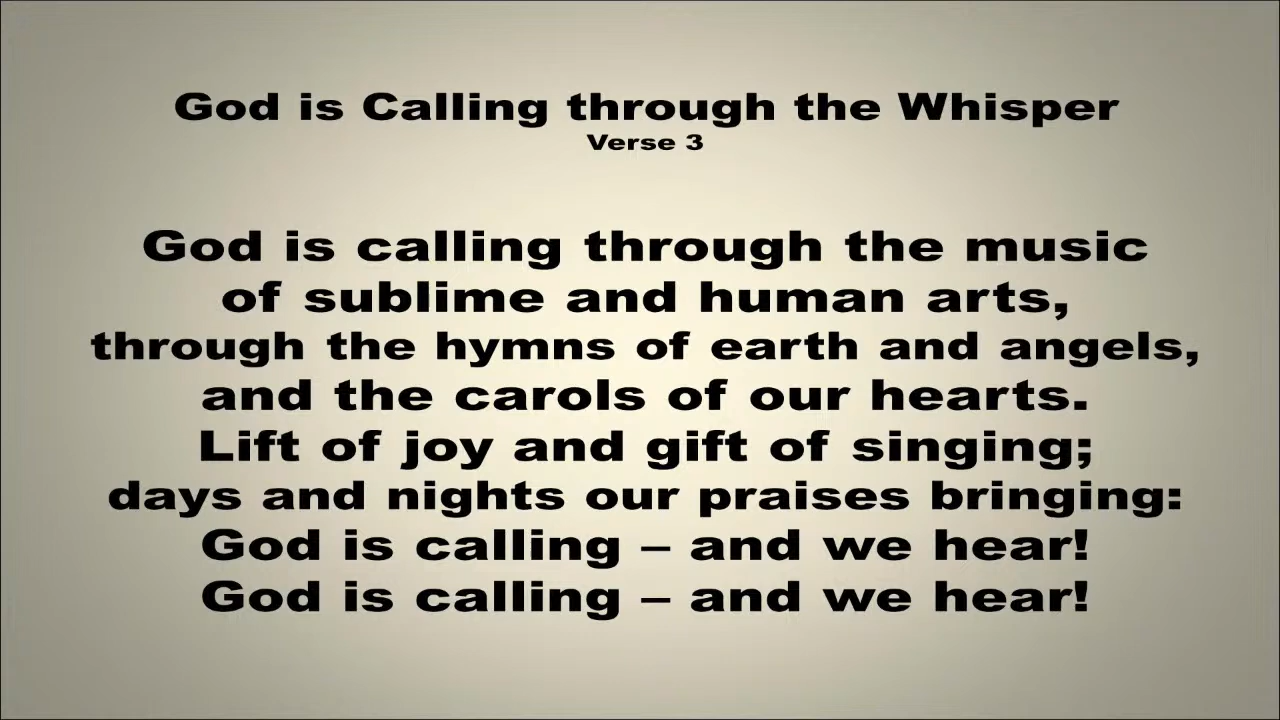 God is Calling through the Whisper
Verse 3
God is calling through the music
of sublime and human arts,
through the hymns of earth and angels,
and the carols of our hearts.
Lift of joy and gift of singing;
days and nights our praises bringing:
God is calling – and we hear!
God is calling – and we hear!